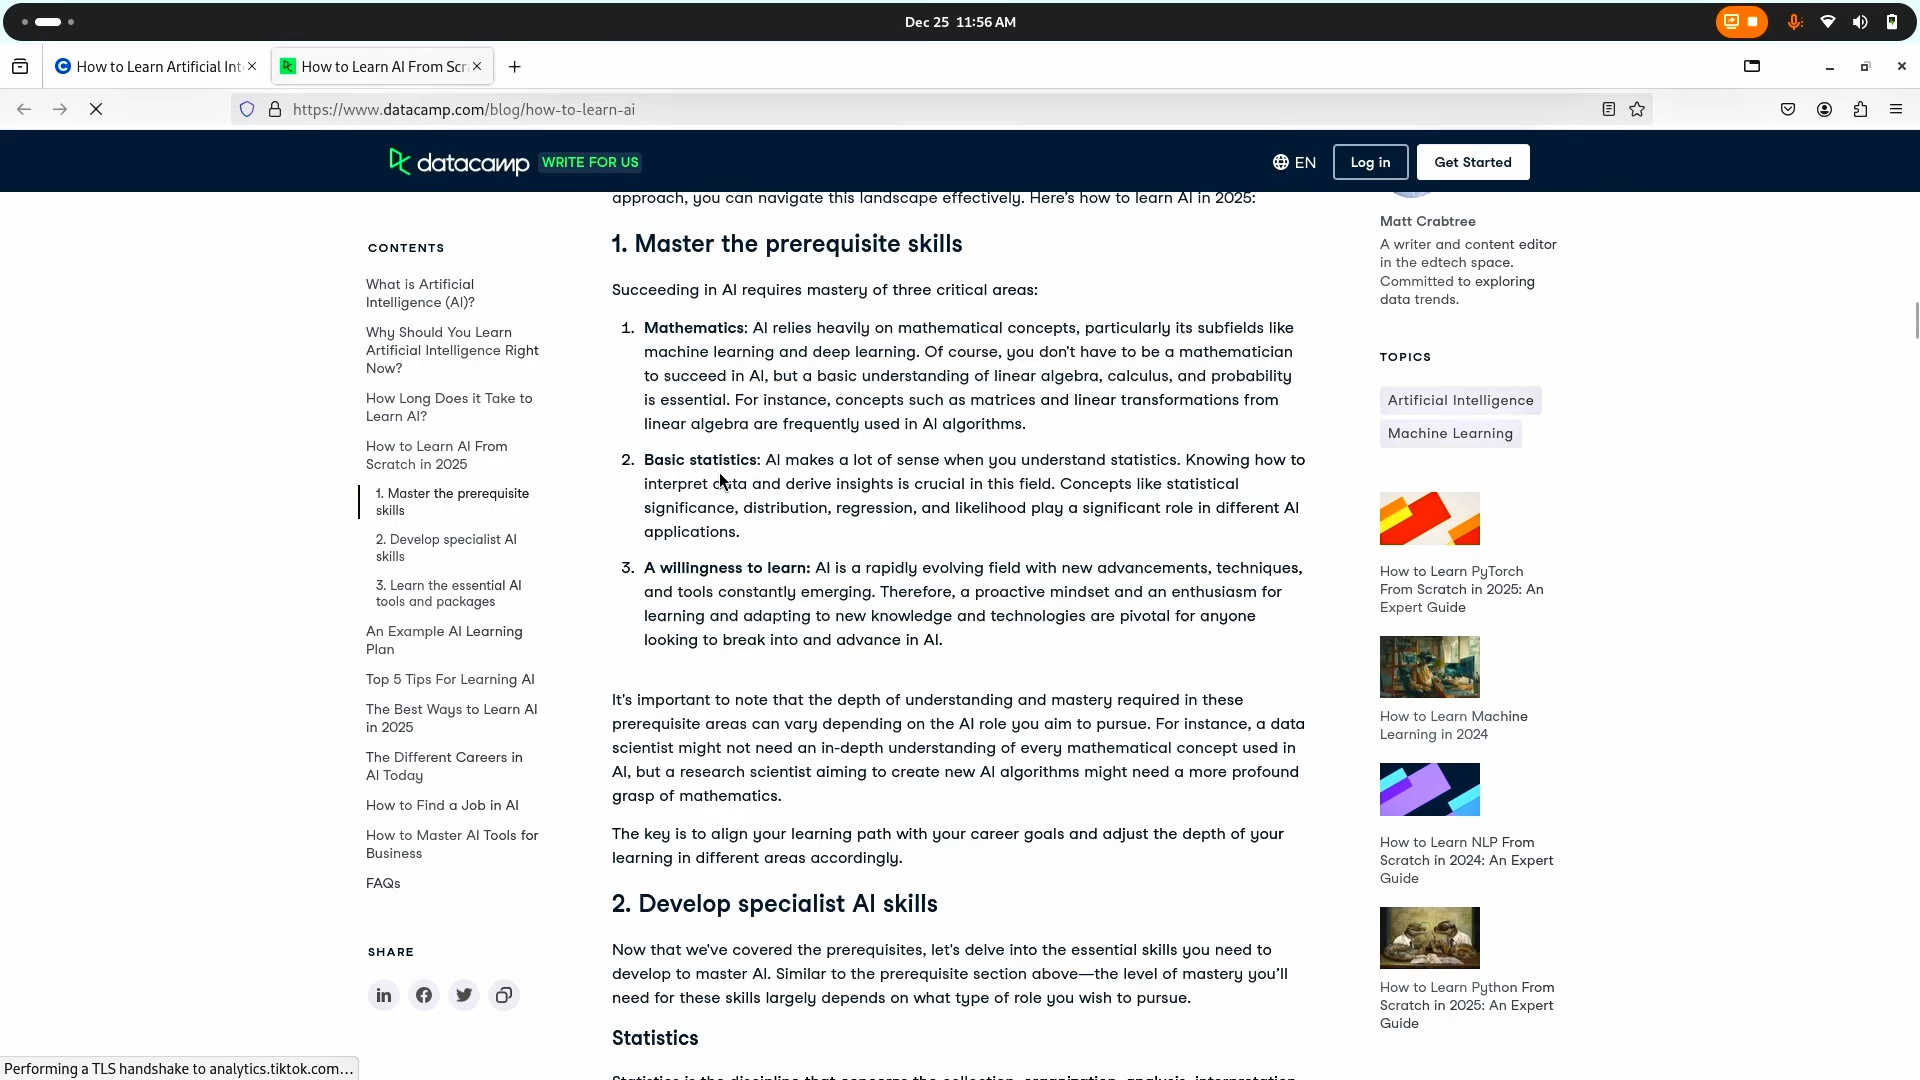 Dec 25 11:56 AM
How to Learn Artificial Int
How to Learn AI From Scr
https://www.datacamp.com/blog/how-to-learn-ai
datacamp WRITE FOR US
EN
Log in
Get Started
CONTENTS
What is Artificial
Intelligence (AI)?
Why Should You Learn
Artificial Intelligence Right
Now?
How Long Does it Take to
Learn AI?
How to Learn AI From
Scratch in 2025
1. Master the prerequisite
skills
2. Develop specialist AI
skills
3. Learn the essential AI
tools and packages
An Example AI Learning
Plan
Top 5 Tips For Learning AI
The Best Ways to Learn AI
in 2025
The Different Careers in
AI Today
How to Find a Job in AI
How to Master AI Tools for
Business
FAQs
SHARE
approach, you can navigate this landscape effectively. Here's how to learn AI in 2025:
1. Master the prerequisite skills
Succeeding in AI requires mastery of three critical areas:
1. Mathematics: AI relies heavily on mathematical concepts, particularly its subfields like
machine learning and deep learning. Of course, you don't have to be a mathematician
to succeed in AI, but a basic understanding of linear algebra, calculus, and probability
is essential. For instance, concepts such as matrices and linear transformations from
linear algebra are frequently used in AI algorithms.
2. Basic statistics: AI makes a lot of sense when you understand statistics. Knowing how to
interpret data and derive insights is crucial in this field. Concepts like statistical
significance, distribution, regression, and likelihood play a significant role in different AI
applications.
3. A willingness to learn: AI is a rapidly evolving field with new advancements, techniques,
and tools constantly emerging. Therefore, a proactive mindset and an enthusiasm for
learning and adapting to new knowledge and technologies are pivotal for anyone
looking to break into and advance in AI.
It's important to note that the depth of understanding and mastery required in these
prerequisite areas can vary depending on the AI role you aim to pursue. For instance, a data
scientist might not need an in-depth understanding of every mathematical concept used in
AI, but a research scientist aiming to create new AI algorithms might need a more profound
grasp of mathematics.
The key is to align your learning path with your career goals and adjust the depth of your
learning in different areas accordingly.
2. Develop specialist AI skills
Now that we've covered the prerequisites, let's delve into the essential skills you need to
develop to master AI. Similar to the prerequisite section above—the level of mastery you'll
need for these skills largely depends on what type of role you wish to pursue.
Statistics
Statistics is the discipline that concerns the collection, organization, analysis, interpretation,
Matt Crabtree
A writer and content editor
in the edtech space.
Committed to exploring
data trends.
TOPICS
Artificial Intelligence
Machine Learning
How to Learn PyTorch
From Scratch in 2025: An
Expert Guide
How to Learn Machine
Learning in 2024
How to Learn NLP From
Scratch in 2024: An Expert
Guide
How to Learn Python From
Scratch in 2025: An Expert
Guide
Performing a TLS handshake to analytics.tiktok.com…